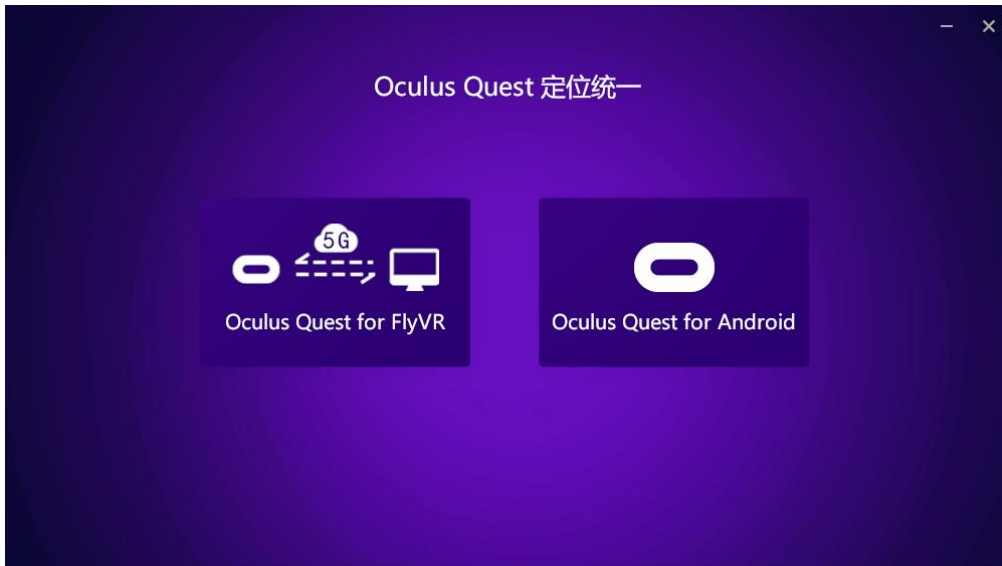 Oculus Quest 定位统一
5G
Oculus Quest for FlyVR
Oculus Quest for Android